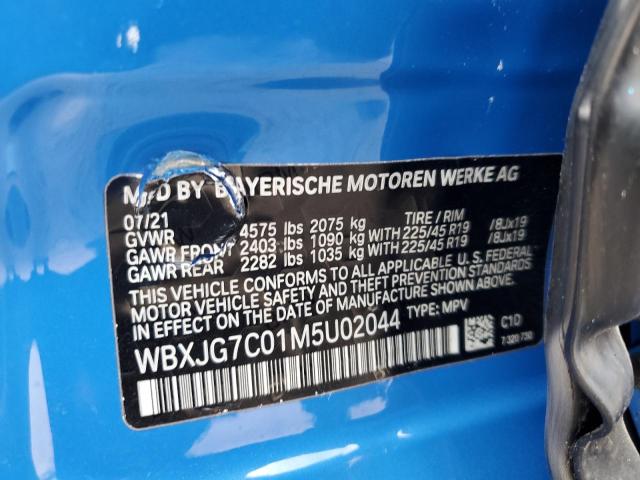 MFD BY BAYERISCHE MOTOREN WERKE AG
07/21 TIRE / RIM
GVWR 4575 lbs 2075 kg
GAWR FRONT 2403 lbs 1090 kg WITH 225/45 R19 /8Jx19
GAWR REAR 2282 lbs 1035 kg WITH 225/45 R19 /8Jx19
THIS VEHICLE CONFORMS TO ALL APPLICABLE U.S. FEDERAL
MOTOR VEHICLE SAFETY AND THEFT PREVENTION STANDARDS
IN EFFECT ON THE DATE OF MANUFACTURE SHOWN ABOVE.
WBXJG7C01M5U02044 TYPE: MPV
C1D
7 320 730